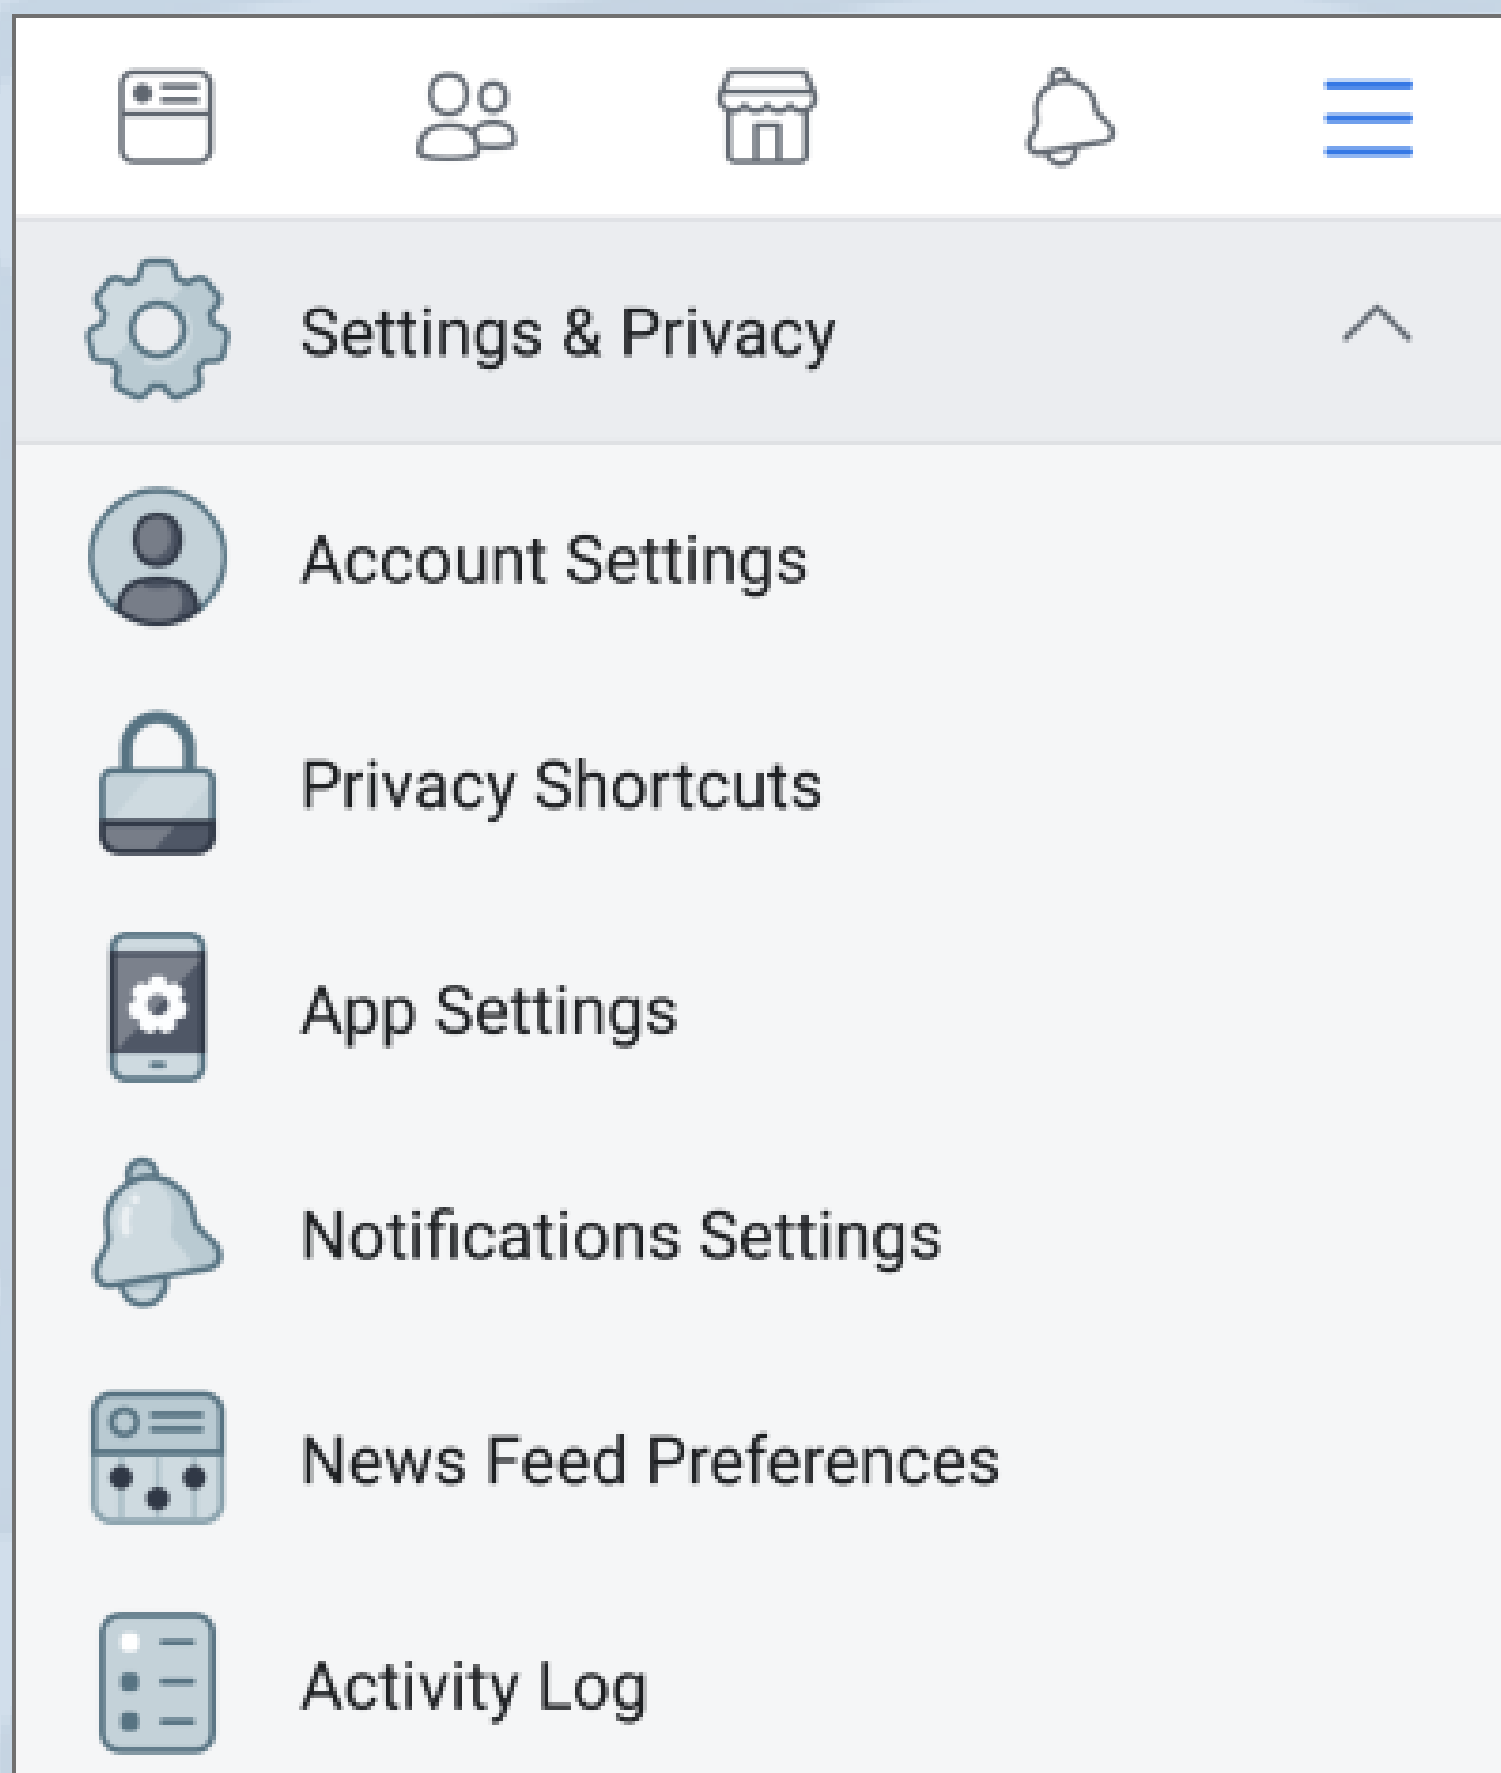 Settings & Privacy
Account Settings
Privacy Shortcuts
App Settings
Notifications Settings
News Feed Preferences
Activity Log